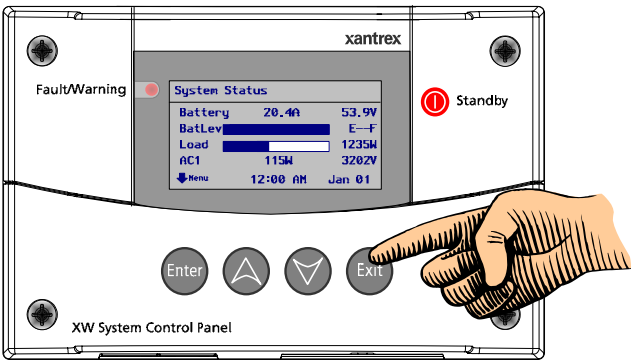 xantrex
Fault/Warning
System Status
Battery 20.4A 53.9V
BatLev E--F
Load 1235W
AC1 115W 3202V
Menu 12:00 AM Jan 01
Standby
Enter
Exit
XW System Control Panel